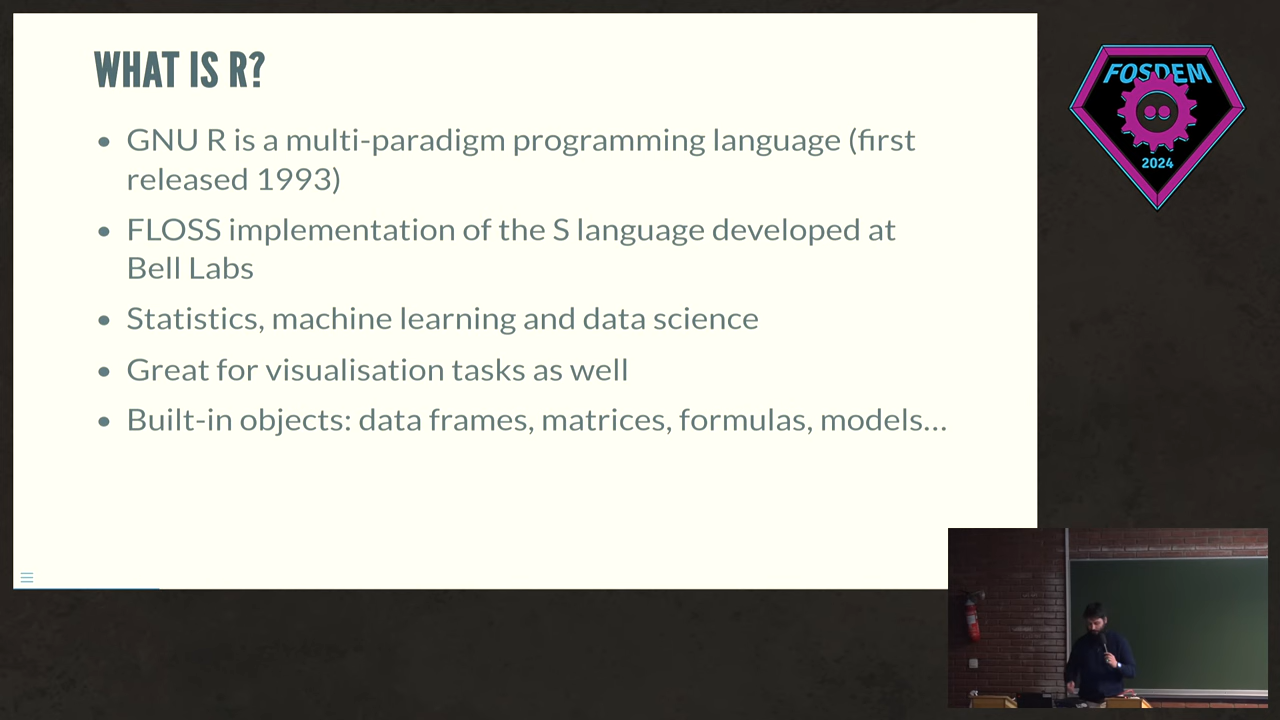 WHAT IS R?
• GNU R is a multi-paradigm programming language (first
released 1993)
• FLOSS implementation of the S language developed at
Bell Labs
• Statistics, machine learning and data science
• Great for visualisation tasks as well
• Built-in objects: data frames, matrices, formulas, models…
FOSDEM
2024